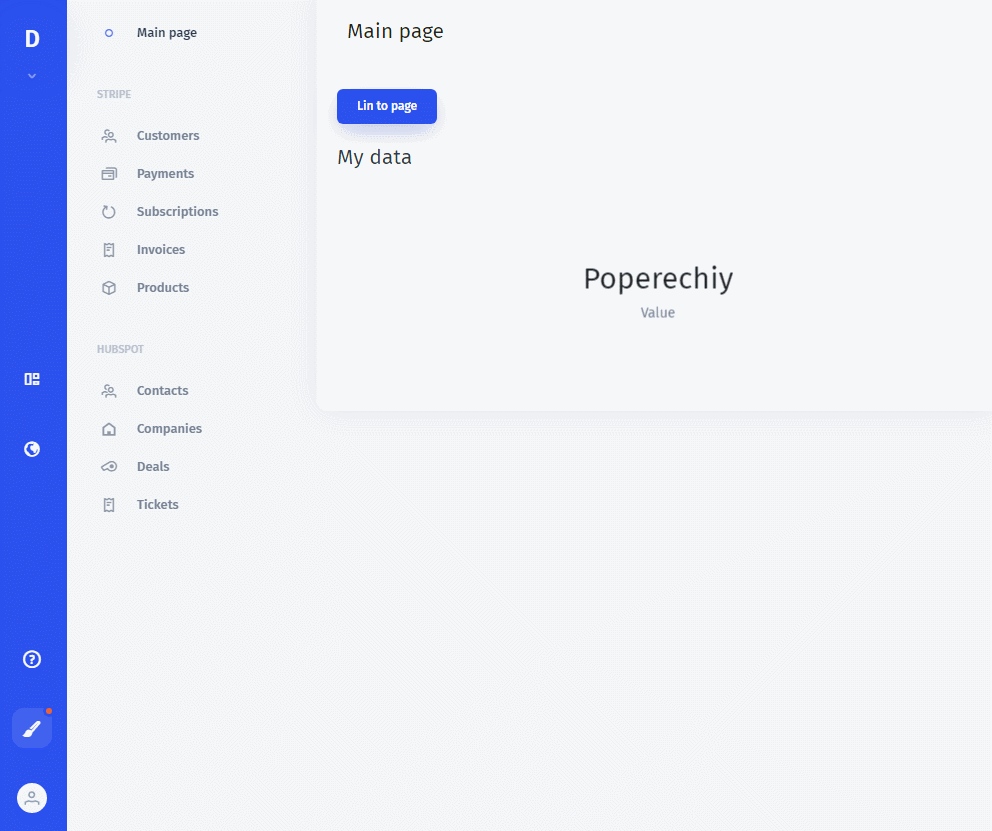 D
Main page
STRIPE
Customers
Payments
Subscriptions
Invoices
Products
HUBSPOT
Contacts
Companies
Deals
Tickets
?
Main page
Lin to page
My data
Poperechiy
Value